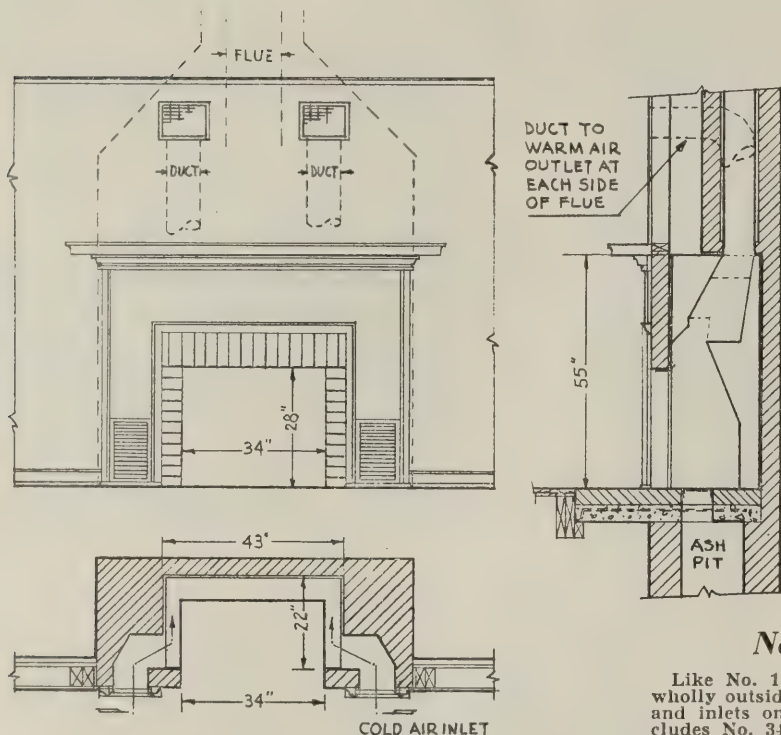 FLUE
DUCT
DUCT
28"
34"
43"
22"
34"
COLD AIR INLET
DUCT TO
WARM AIR
OUTLET AT
EACH SIDE
OF FLUE
55"
ASH
PIT
Like No. 1
wholly outsid
and inlets on
cludes No. 34